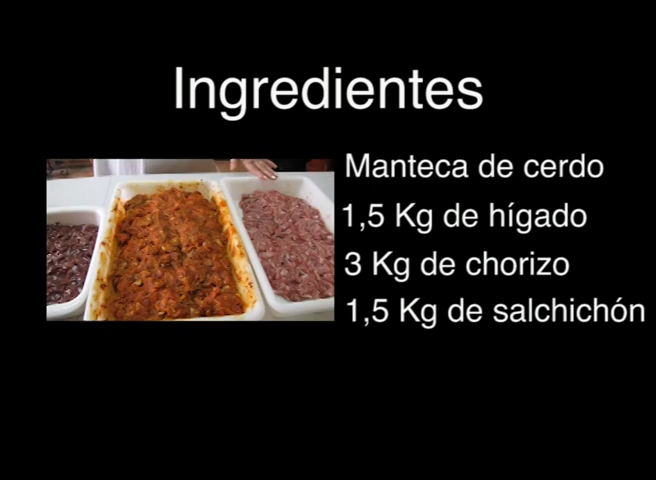 Ingredientes
Manteca de cerdo
1,5 Kg de hígado
3 Kg de chorizo
1,5 Kg de salchichón